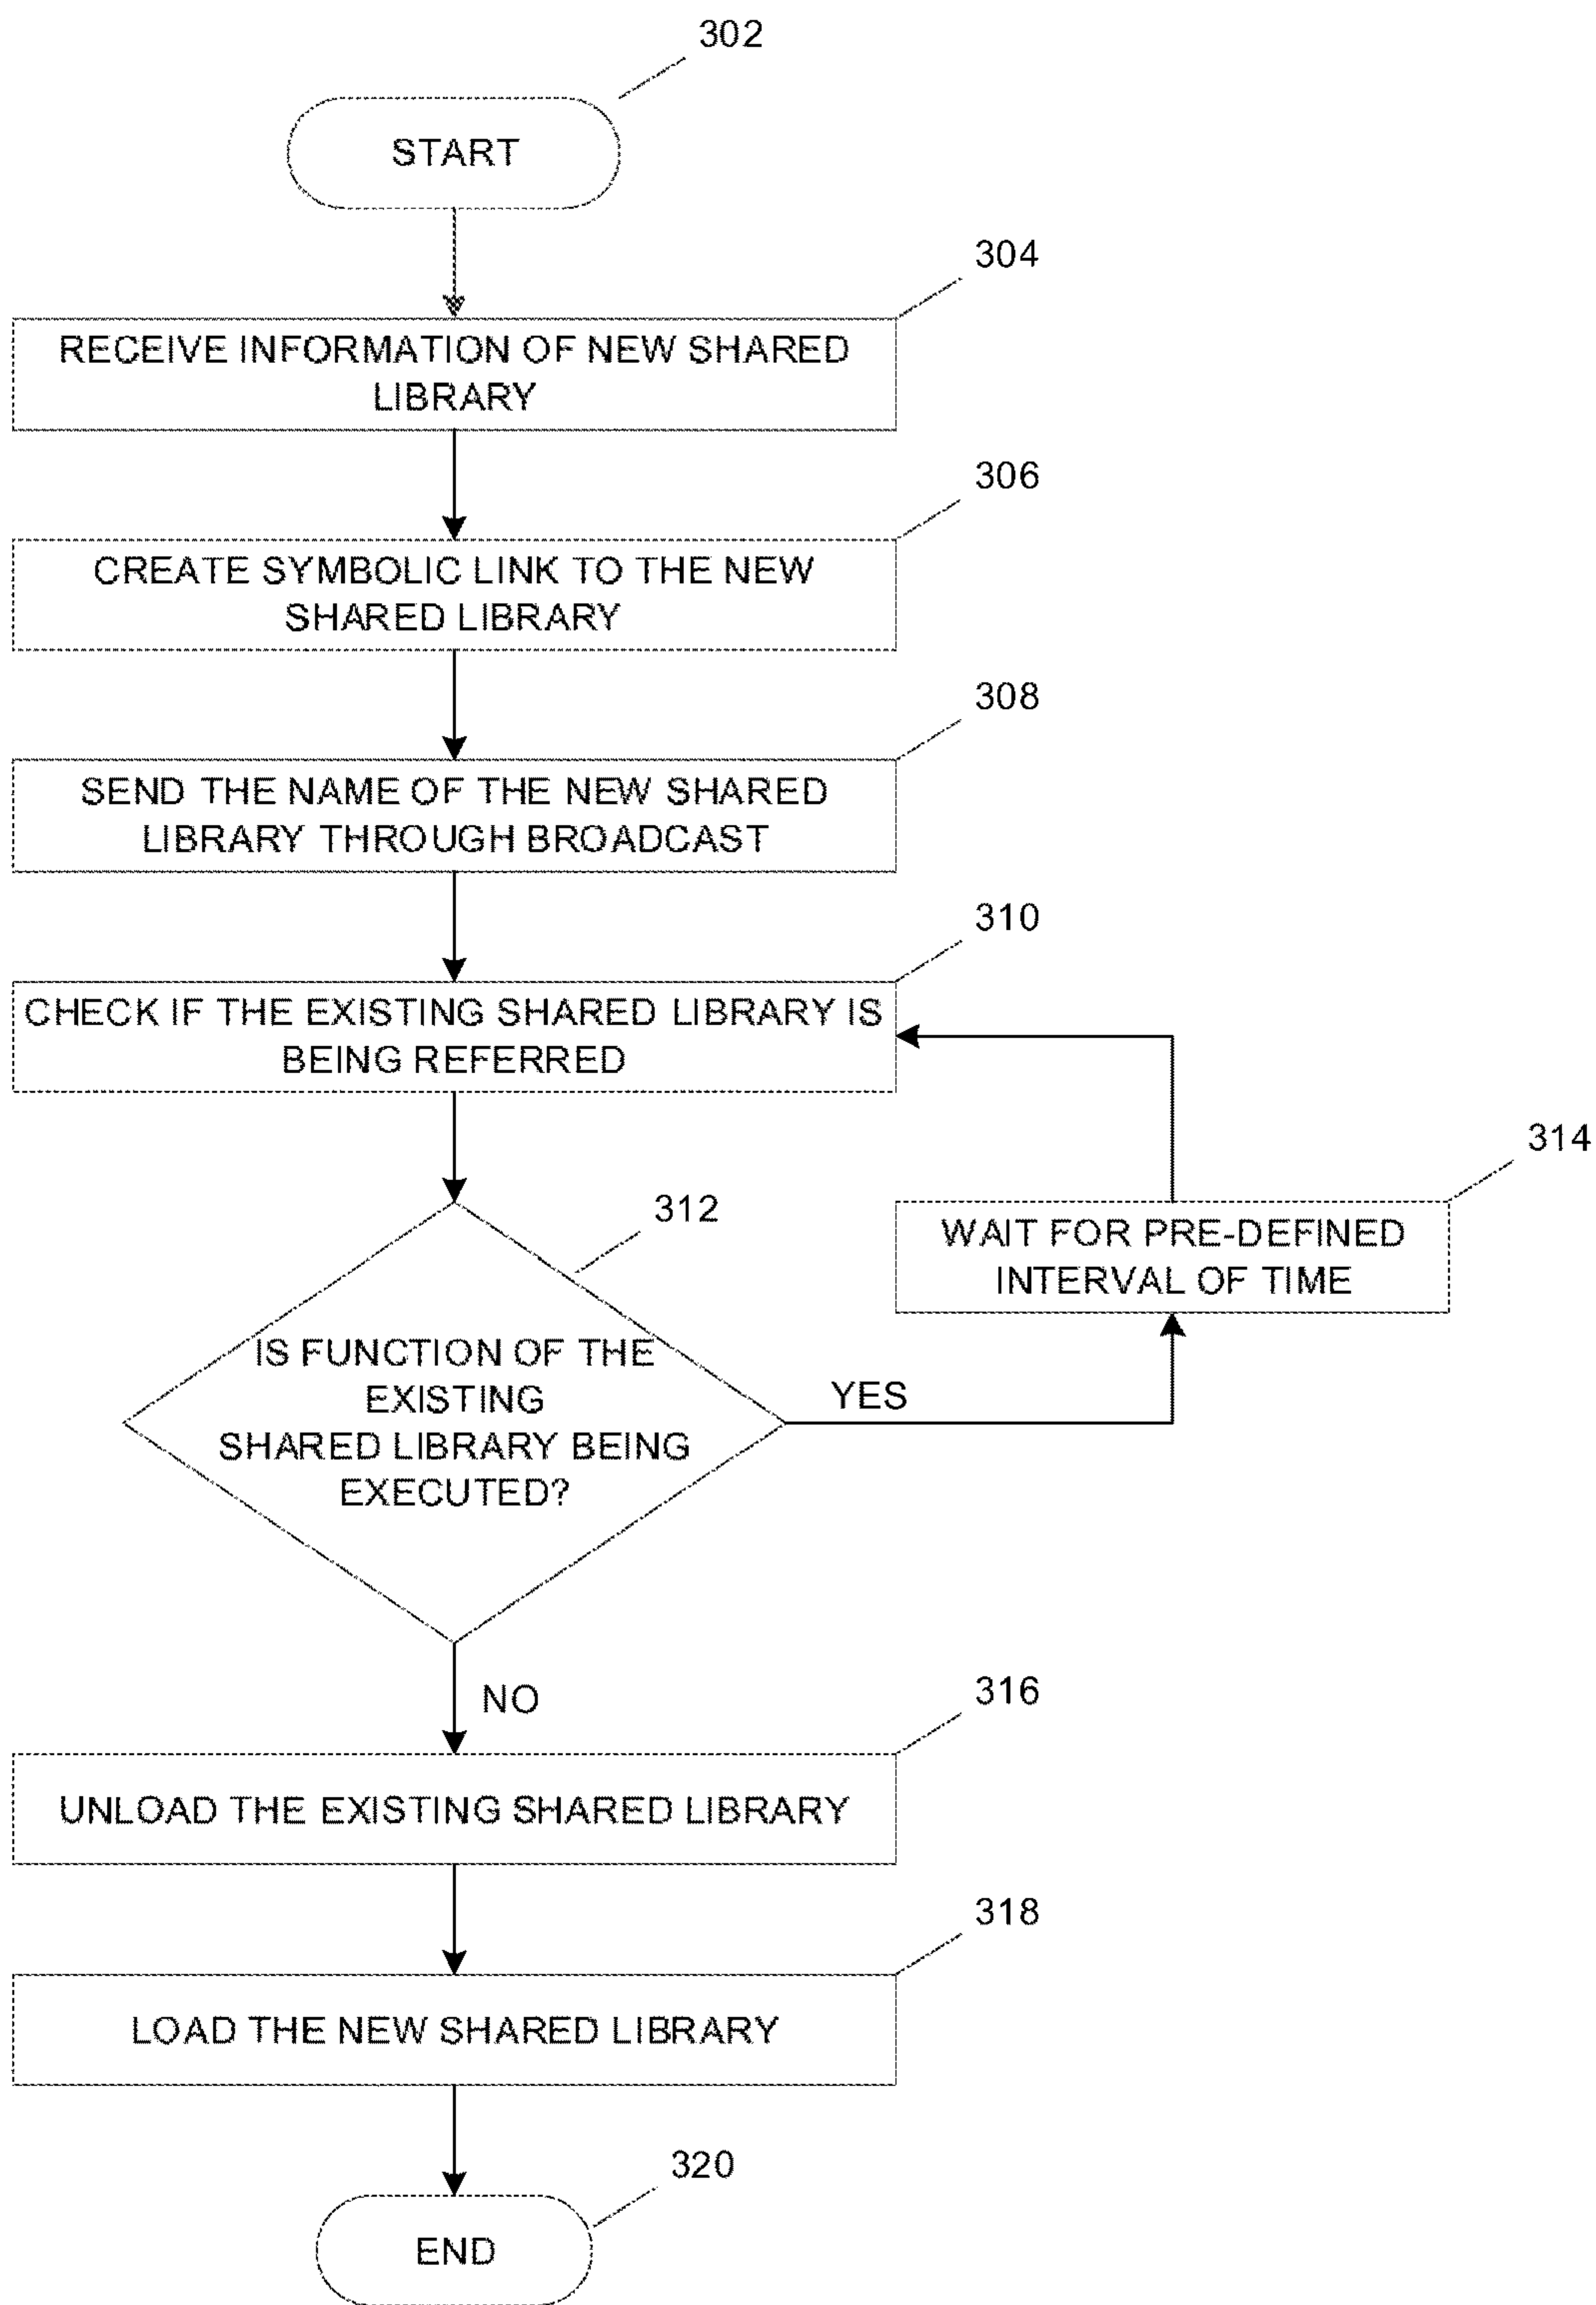 302
START
304
RECEIVE INFORMATION OF NEW SHARED
LIBRARY
306
CREATE SYMBOLIC LINK TO THE NEW
SHARED LIBRARY
308
SEND THE NAME OF THE NEW SHARED
LIBRARY THROUGH BROADCAST
310
CHECK IF THE EXISTING SHARED LIBRARY IS
BEING REFERRED
314
WAIT FOR PRE-DEFINED
INTERVAL OF TIME
312
IS FUNCTION OF THE
EXISTING
SHARED LIBRARY BEING
EXECUTED?
YES
NO
316
UNLOAD THE EXISTING SHARED LIBRARY
318
LOAD THE NEW SHARED LIBRARY
320
END